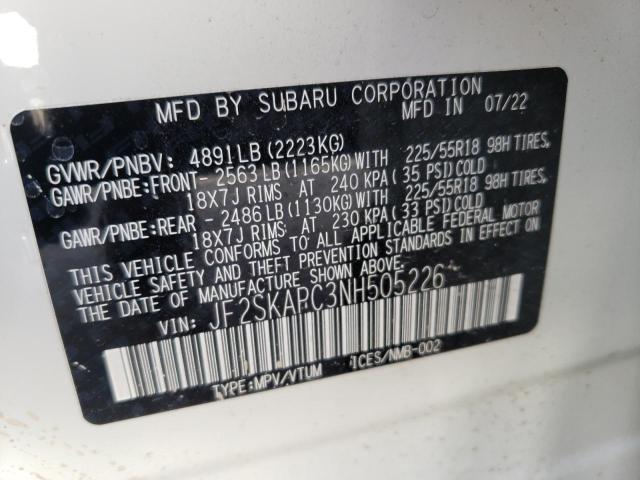 MFD BY SUBARU CORPORATION
MFD IN 07/22
GVWR/PNBV: 4891LB (2223KG)
GAWR/PNBE:FRONT- 2563 LB (1165KG)WITH 225/55R18 98H TIRES,
18X7J RIMS AT 240 KPA ( 35 PSI)COLD
GAWR/PNBE:REAR - 2486 LB (1130KG)WITH 225/55R18 98H TIRES,
18X7J RIMS AT 230 KPA ( 33 PSI)COLD
THIS VEHICLE CONFORMS TO ALL APPLICABLE FEDERAL MOTOR
VEHICLE SAFETY AND THEFT PREVENTION STANDARDS IN EFFECT ON
THE DATE OF MANUFACTURE SHOWN ABOVE.
VIN: JF2SKAPC3NH505226
TYPE:MPV/VTUM 1CES/NMB-002